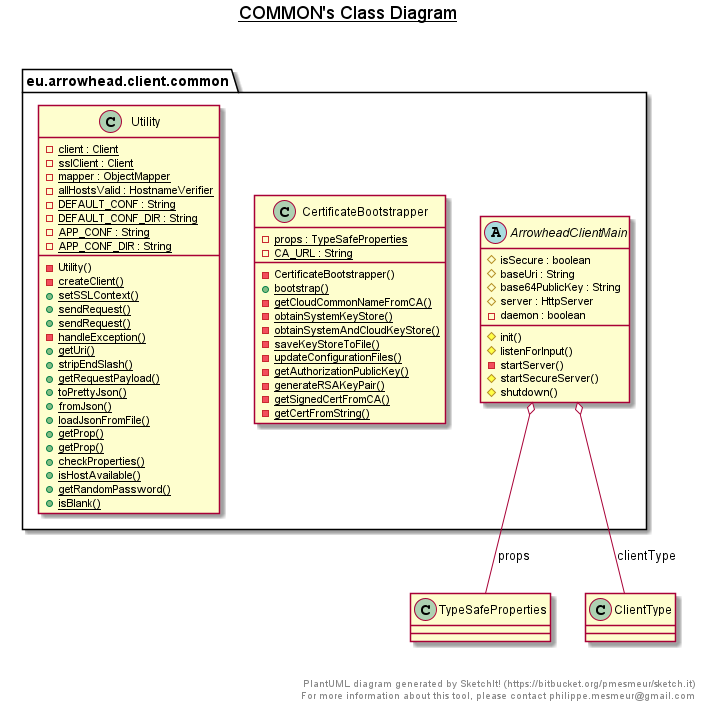 COMMON's Class Diagram
eu.arrowhead.client.common
C Utility
client : Client
sslClient : Client
mapper : ObjectMapper
allHostsValid : HostnameVerifier
DEFAULT_CONF : String
DEFAULT_CONF_DIR : String
APP_CONF : String
APP_CONF_DIR : String
Utility()
createClient()
setSSLContext()
sendRequest()
sendRequest()
handleException()
getUri()
stripEndSlash()
getRequestPayload()
toPrettyJson()
fromJson()
loadJsonFromFile()
getProp()
getProp()
checkProperties()
isHostAvailable()
getRandomPassword()
isBlank()
C CertificateBootstrapper
props : TypeSafeProperties
CA_URL : String
CertificateBootstrapper()
bootstrap()
getCloudCommonNameFromCA()
obtainSystemKeyStore()
obtainSystemAndCloudKeyStore()
saveKeyStoreToFile()
updateConfigurationFiles()
getAuthorizationPublicKey()
generateRSAKeyPair()
getSignedCertFromCA()
getCertFromString()
A ArrowheadClientMain
isSecure : boolean
baseUri : String
base64PublicKey : String
server : HttpServer
daemon : boolean
init()
listenForInput()
startServer()
startSecureServer()
shutdown()
props
clientType
C TypeSafeProperties
C ClientType
PlantUML diagram generated by SketchIt! (https://bitbucket.org/pmesmeur/sketch.it)
For more information about this tool, please contact philippe.mesmeur@gmail.com